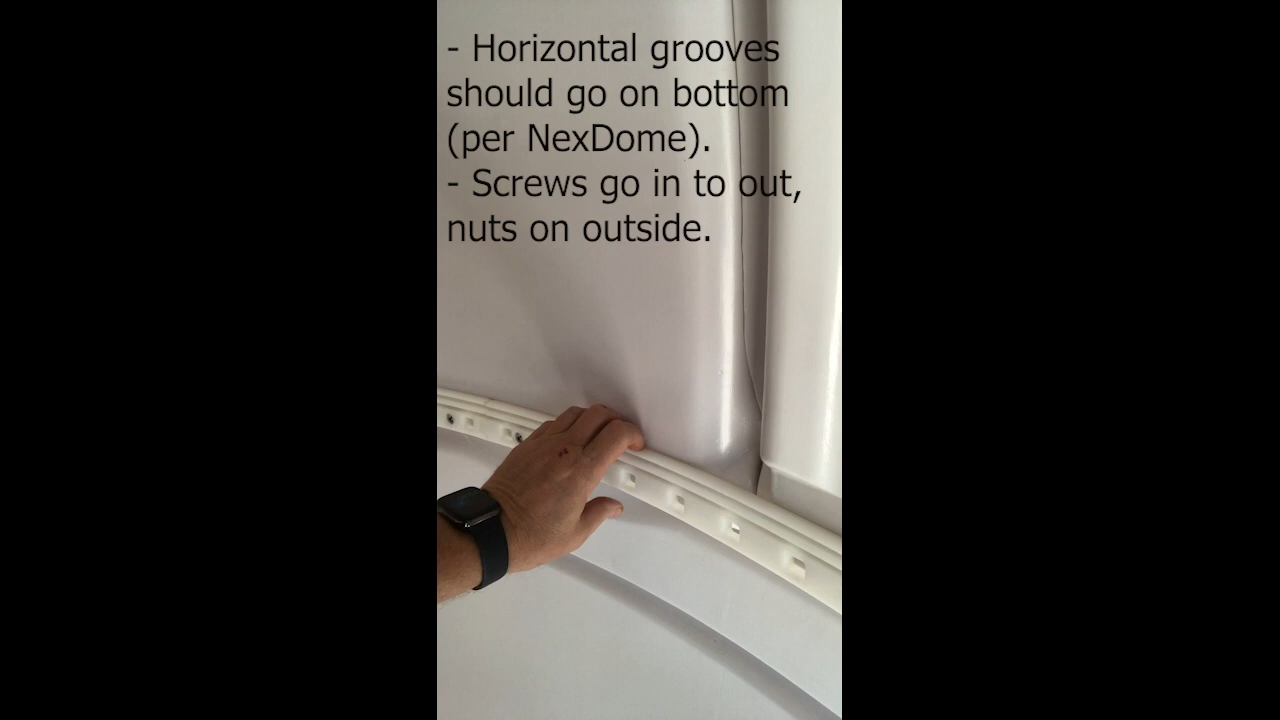 - Horizontal grooves
should go on bottom
(per NexDome).
- Screws go in to out,
nuts on outside.